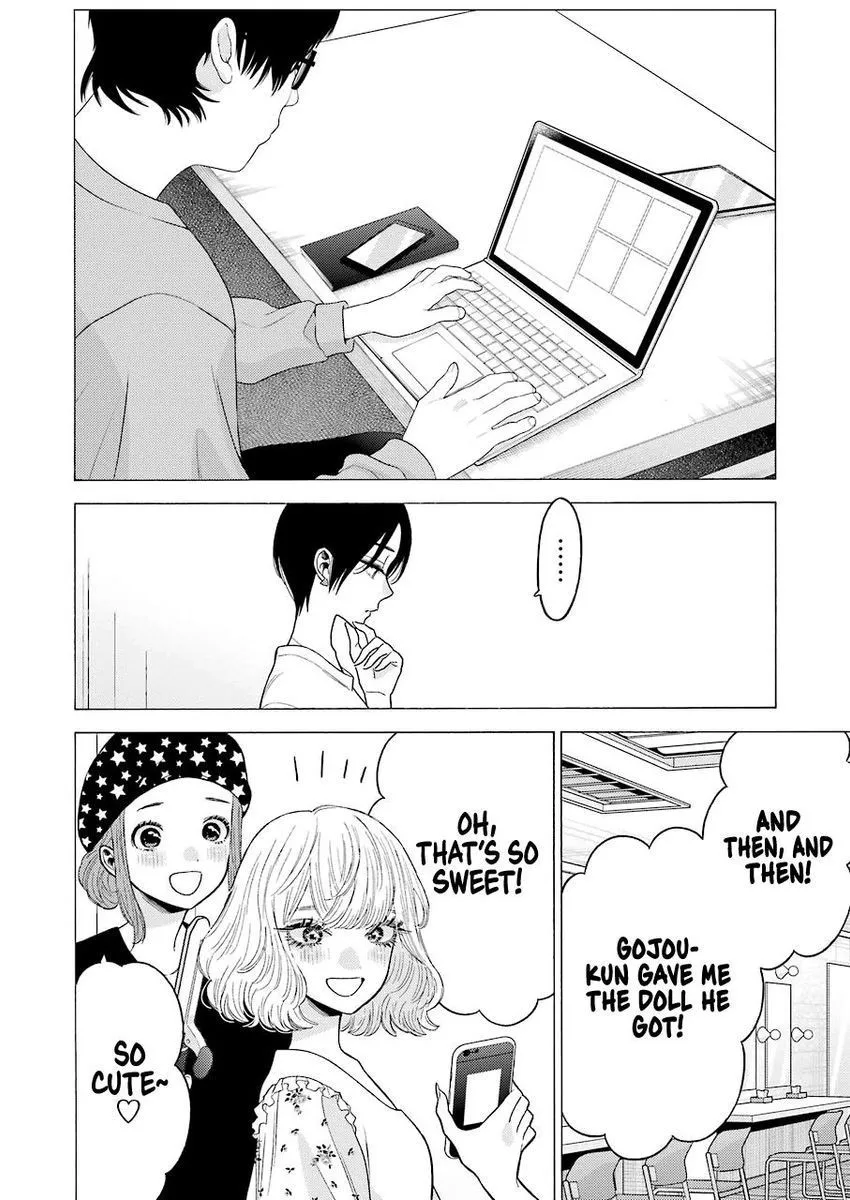 .......
AND
THEN, AND
THEN!
GOJOU-
KUN GAVE ME
THE DOLL HE
GOT!
OH,
THAT'S SO
SWEET!
SO
CUTE~
♡